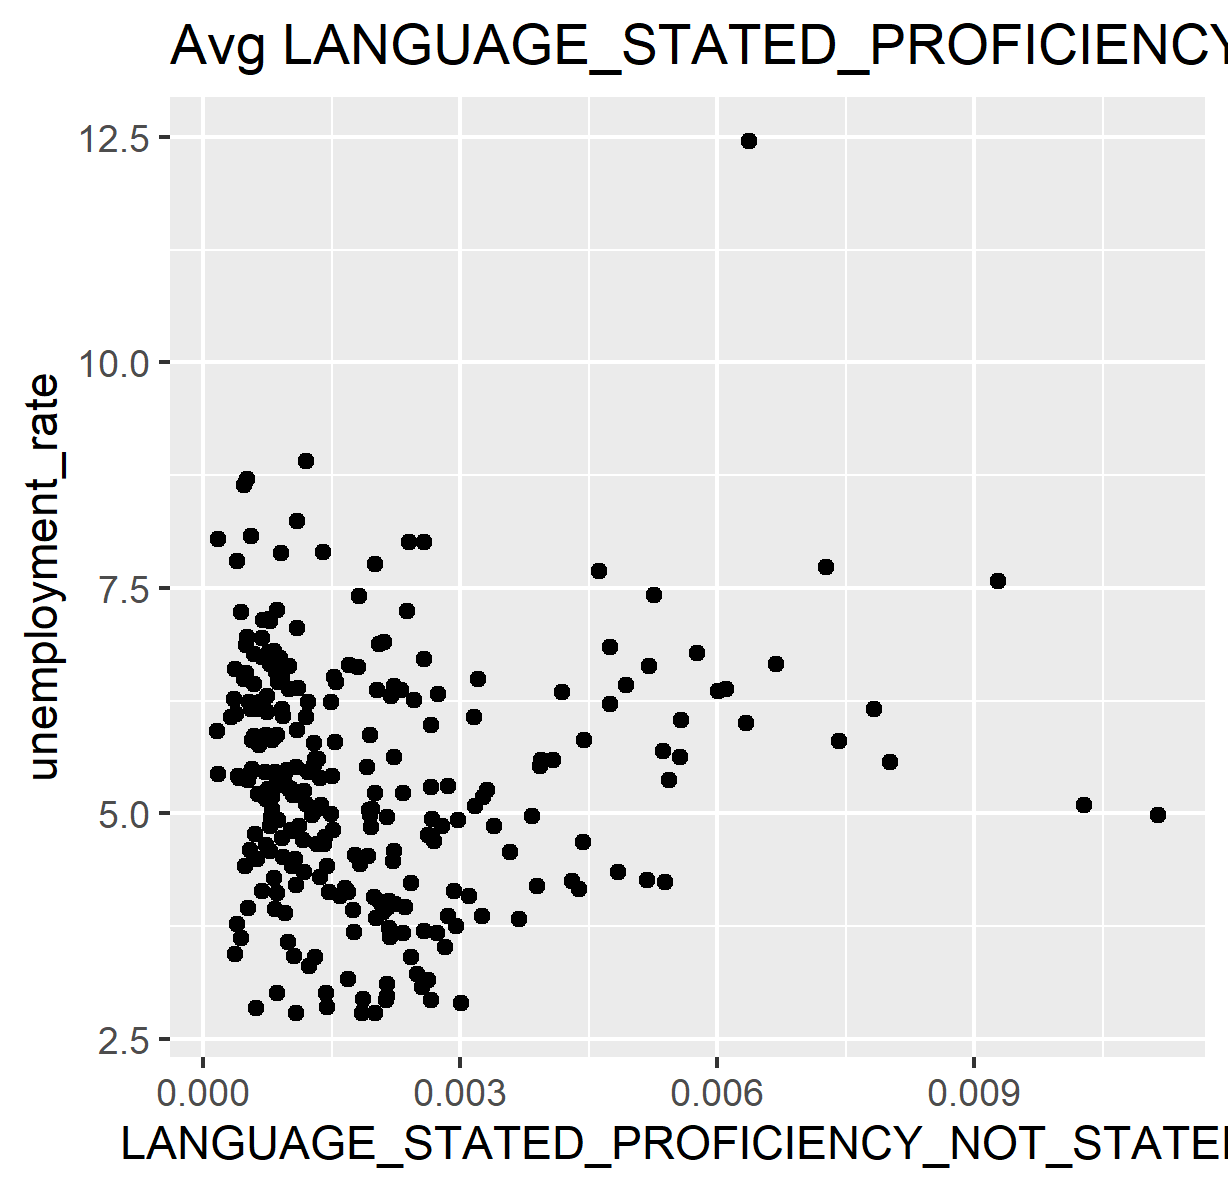 Avg LANGUAGE_STATED_PROFICIENCY
12.5
10.0
7.5
5.0
2.5
unemployment_rate
0.000 0.003 0.006 0.009
LANGUAGE_STATED_PROFICIENCY_NOT_STATED